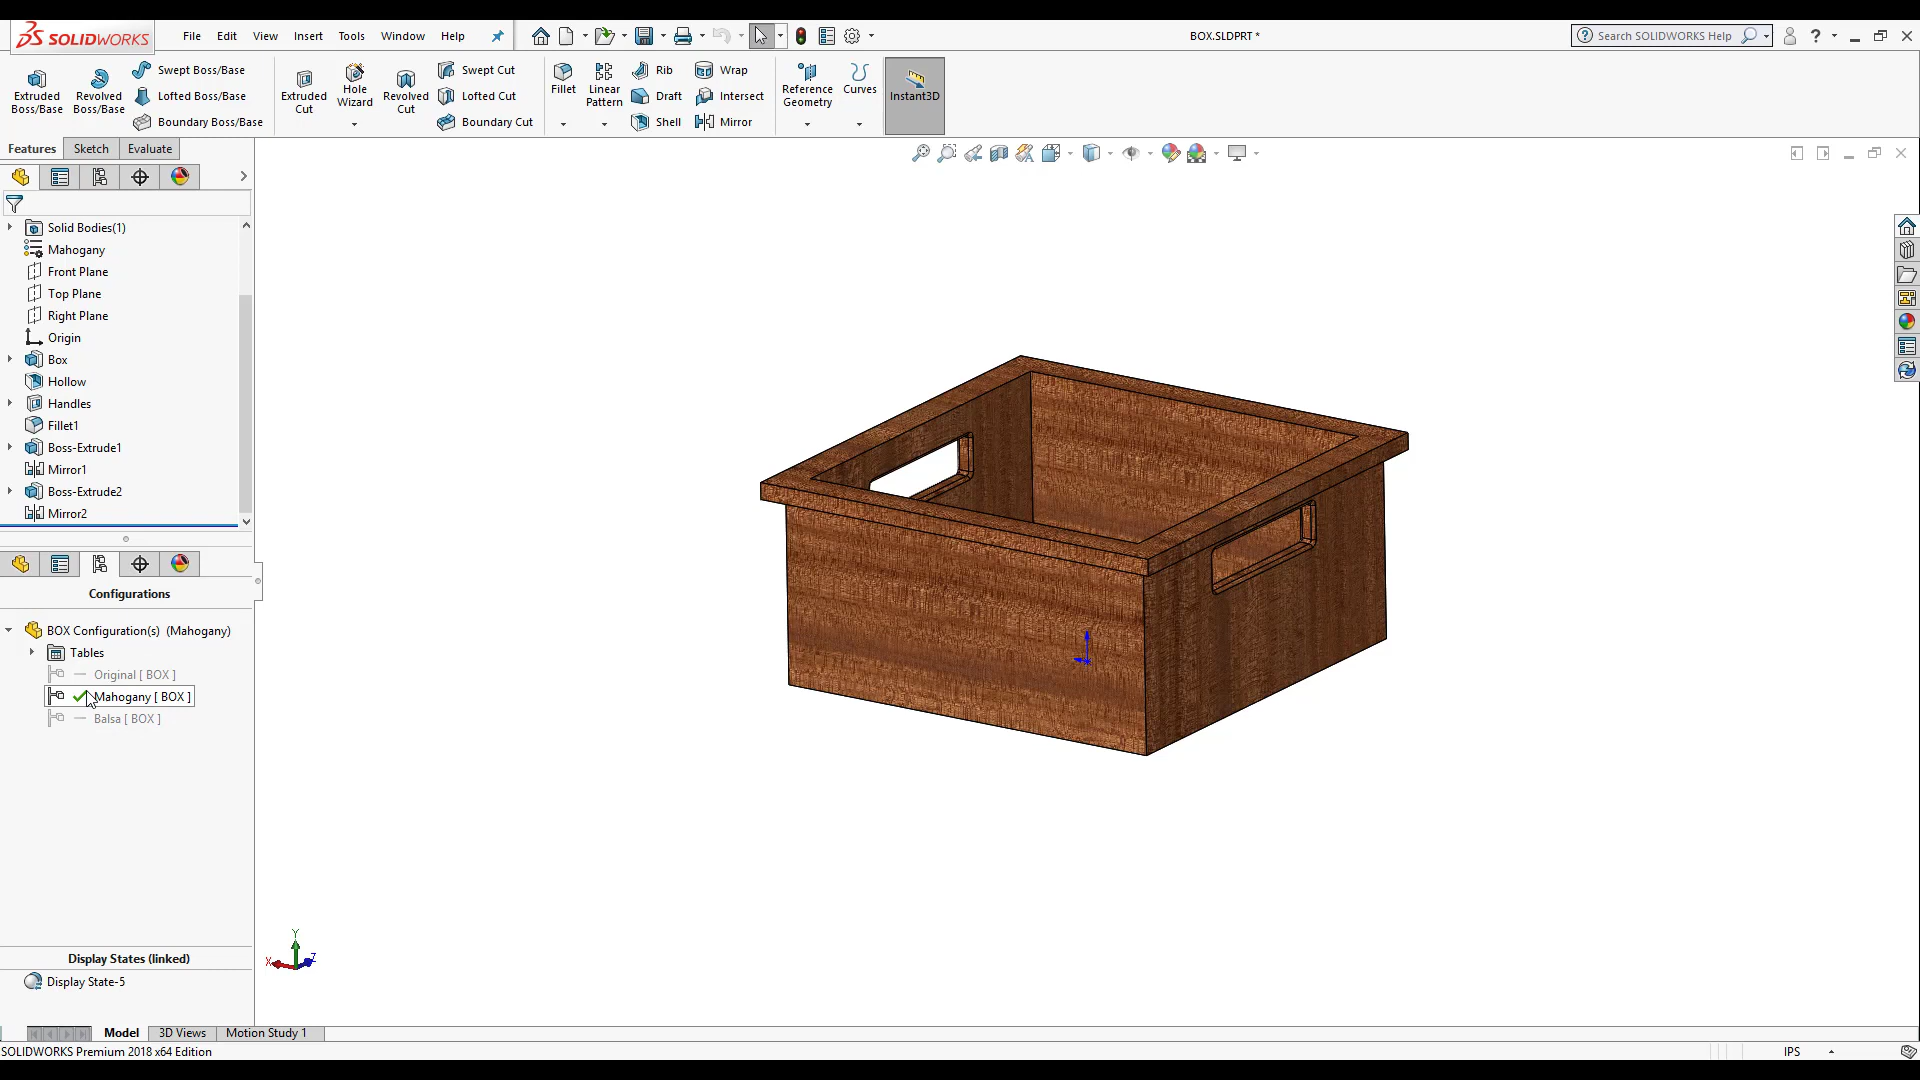 SOLIDWORKS File Edit View Insert Tools Window Help BOX.SLDPRT * Search SOLIDWORKS Help ?
Extruded Boss/Base
Revolved Boss/Base
Swept Boss/Base
Lofted Boss/Base
Boundary Boss/Base
Extruded Cut
Hole Wizard
Revolved Cut
Swept Cut
Lofted Cut
Boundary Cut
Fillet
Linear Pattern
Rib
Draft
Shell
Wrap
Intersect
Mirror
Reference Geometry
Curves
Instant3D
Features Sketch Evaluate
Solid Bodies(1)
Mahogany
Front Plane
Top Plane
Right Plane
Origin
Box
Hollow
Handles
Fillet1
Boss-Extrude1
Mirror1
Boss-Extrude2
Mirror2
Configurations
BOX Configuration(s) (Mahogany)
Tables
Original [ BOX ]
Mahogany [ BOX ]
Balsa [ BOX ]
Y
X
Z
Display States (linked)
Display State-5
Model 3D Views Motion Study 1
SOLIDWORKS Premium 2018 x64 Edition IPS